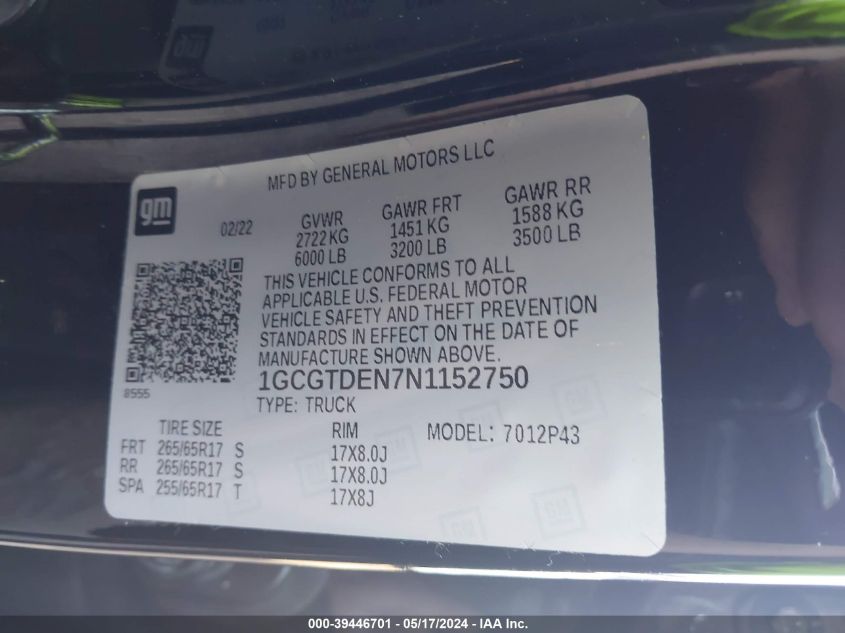 MFD BY GENERAL MOTORS LLC
gm
02/22
GVWR GAWR FRT GAWR RR
2722 KG 1451 KG 1588 KG
6000 LB 3200 LB 3500 LB
THIS VEHICLE CONFORMS TO ALL
APPLICABLE U.S. FEDERAL MOTOR
VEHICLE SAFETY AND THEFT PREVENTION
STANDARDS IN EFFECT ON THE DATE OF
MANUFACTURE SHOWN ABOVE.
8555
1GCGTDEN7N1152750
TYPE: TRUCK
TIRE SIZE RIM MODEL: 7012P43
FRT 265/65R17 S 17X8.0J
RR 265/65R17 S 17X8.0J
SPA 255/65R17 T 17X8J
000-39446701 - 05/17/2024 - IAA Inc.